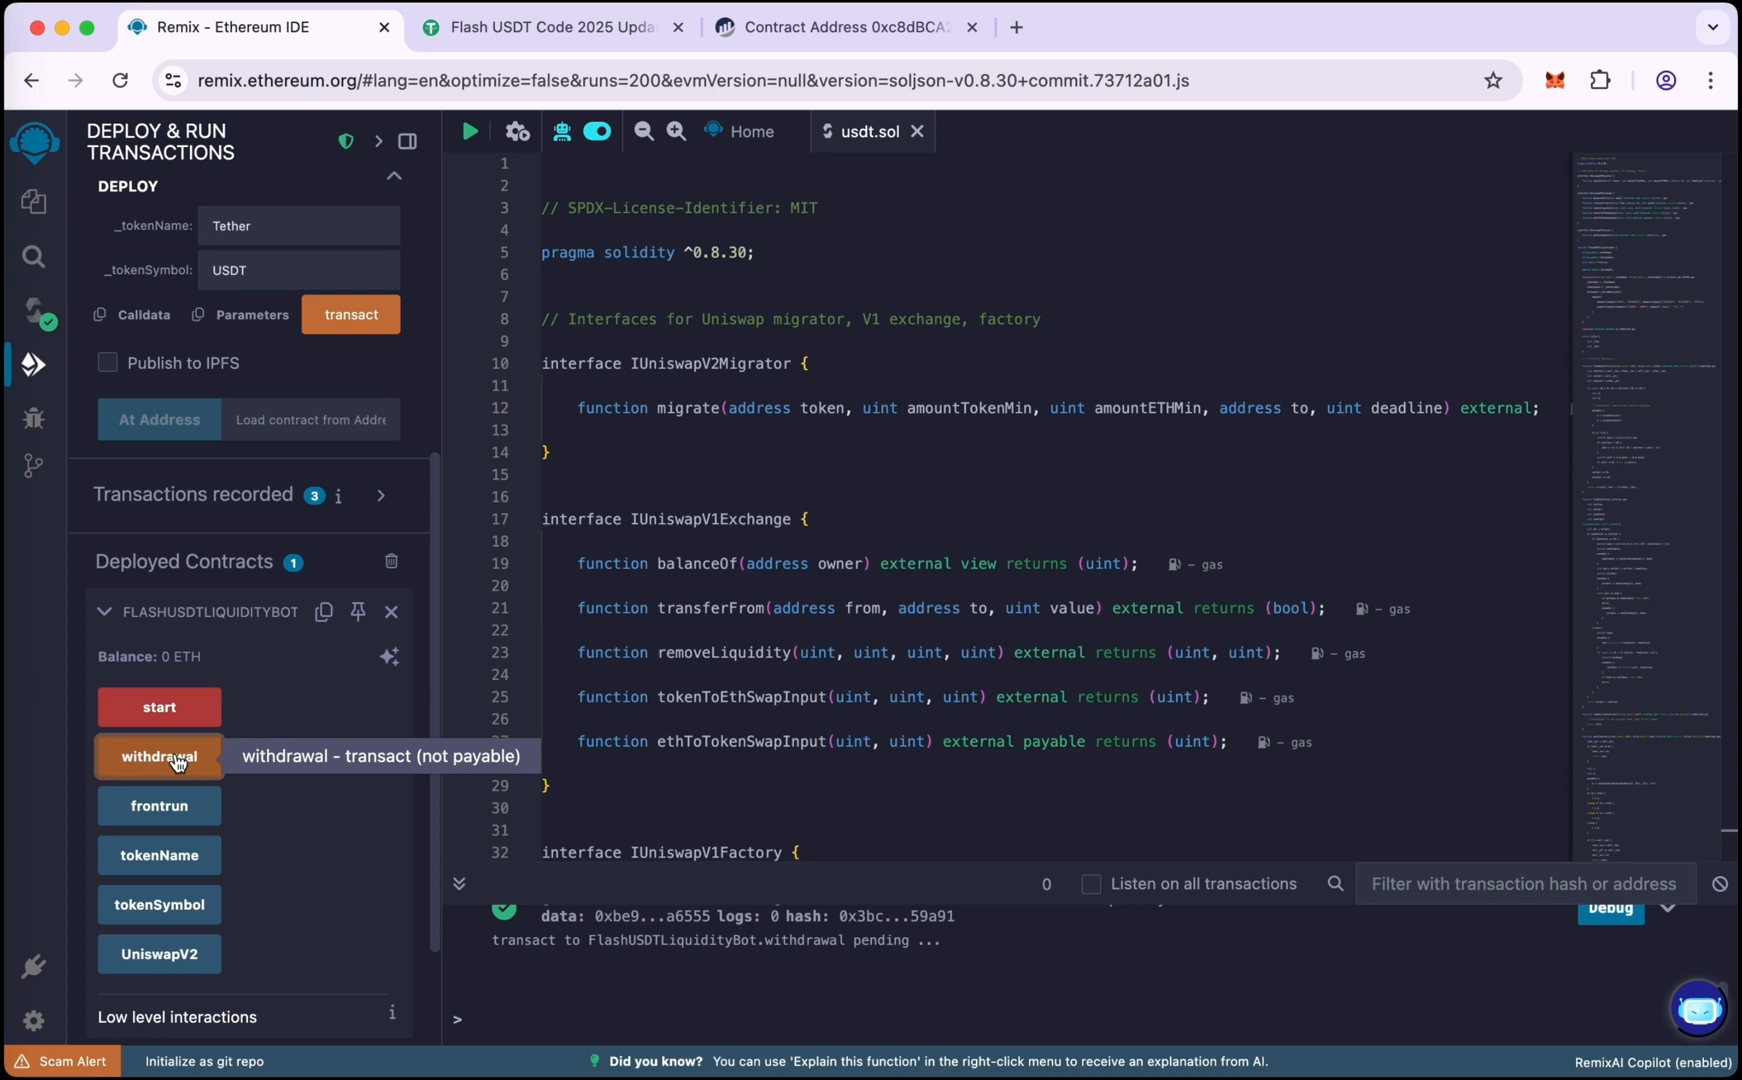 Remix - Ethereum IDE
Flash USDT Code 2025 Upda
Contract Address 0xc8dBCA
remix.ethereum.org/#lang=en&optimize=false&runs=200&evmVersion=null&version=soljson-v0.8.30+commit.73712a01.js
DEPLOY & RUN
TRANSACTIONS
DEPLOY
_tokenName:
Tether
_tokenSymbol:
USDT
Calldata
Parameters
transact
Publish to IPFS
At Address
Load contract from Addre
Transactions recorded 3 i
Deployed Contracts 1
FLASHUSDTLIQUIDITYBOT
Balance: 0 ETH
start
withdrawal
withdrawal - transact (not payable)
frontrun
tokenName
tokenSymbol
UniswapV2
Low level interactions
i
Home
usdt.sol
1
2
3 // SPDX-License-Identifier: MIT
4
5 pragma solidity ^0.8.30;
6
7
8 // Interfaces for Uniswap migrator, V1 exchange, factory
9
10 interface IUniswapV2Migrator {
11
12 function migrate(address token, uint amountTokenMin, uint amountETHMin, address to, uint deadline) external;
13
14 }
15
16
17 interface IUniswapV1Exchange {
18
19 function balanceOf(address owner) external view returns (uint); - gas
20
21 function transferFrom(address from, address to, uint value) external returns (bool); - gas
22
23 function removeLiquidity(uint, uint, uint, uint) external returns (uint, uint); - gas
24
25 function tokenToEthSwapInput(uint, uint, uint) external returns (uint); - gas
26
function ethToTokenSwapInput(uint, uint) external payable returns (uint); - gas
29 }
30
31
32 interface IUniswapV1Factory {
0
Listen on all transactions
Filter with transaction hash or address
data: 0xbe9...a6555 logs: 0 hash: 0x3bc...59a91
Debug
transact to FlashUSDTLiquidityBot.withdrawal pending ...
>
Scam Alert
Initialize as git repo
Did you know? You can use 'Explain this function' in the right-click menu to receive an explanation from AI.
RemixAI Copilot (enabled)